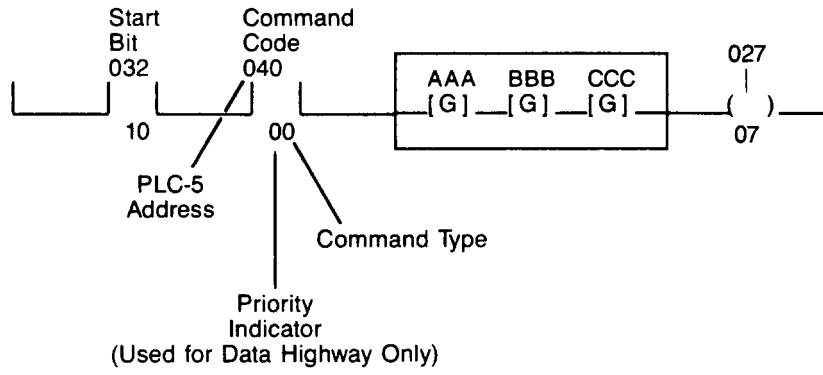 Start
Bit
032
Command
Code
040
10
00
AAA BBB CCC
[G] [G] [G]
027
( )
07
PLC-5
Address
Command Type
Priority
Indicator
(Used for Data Highway Only)